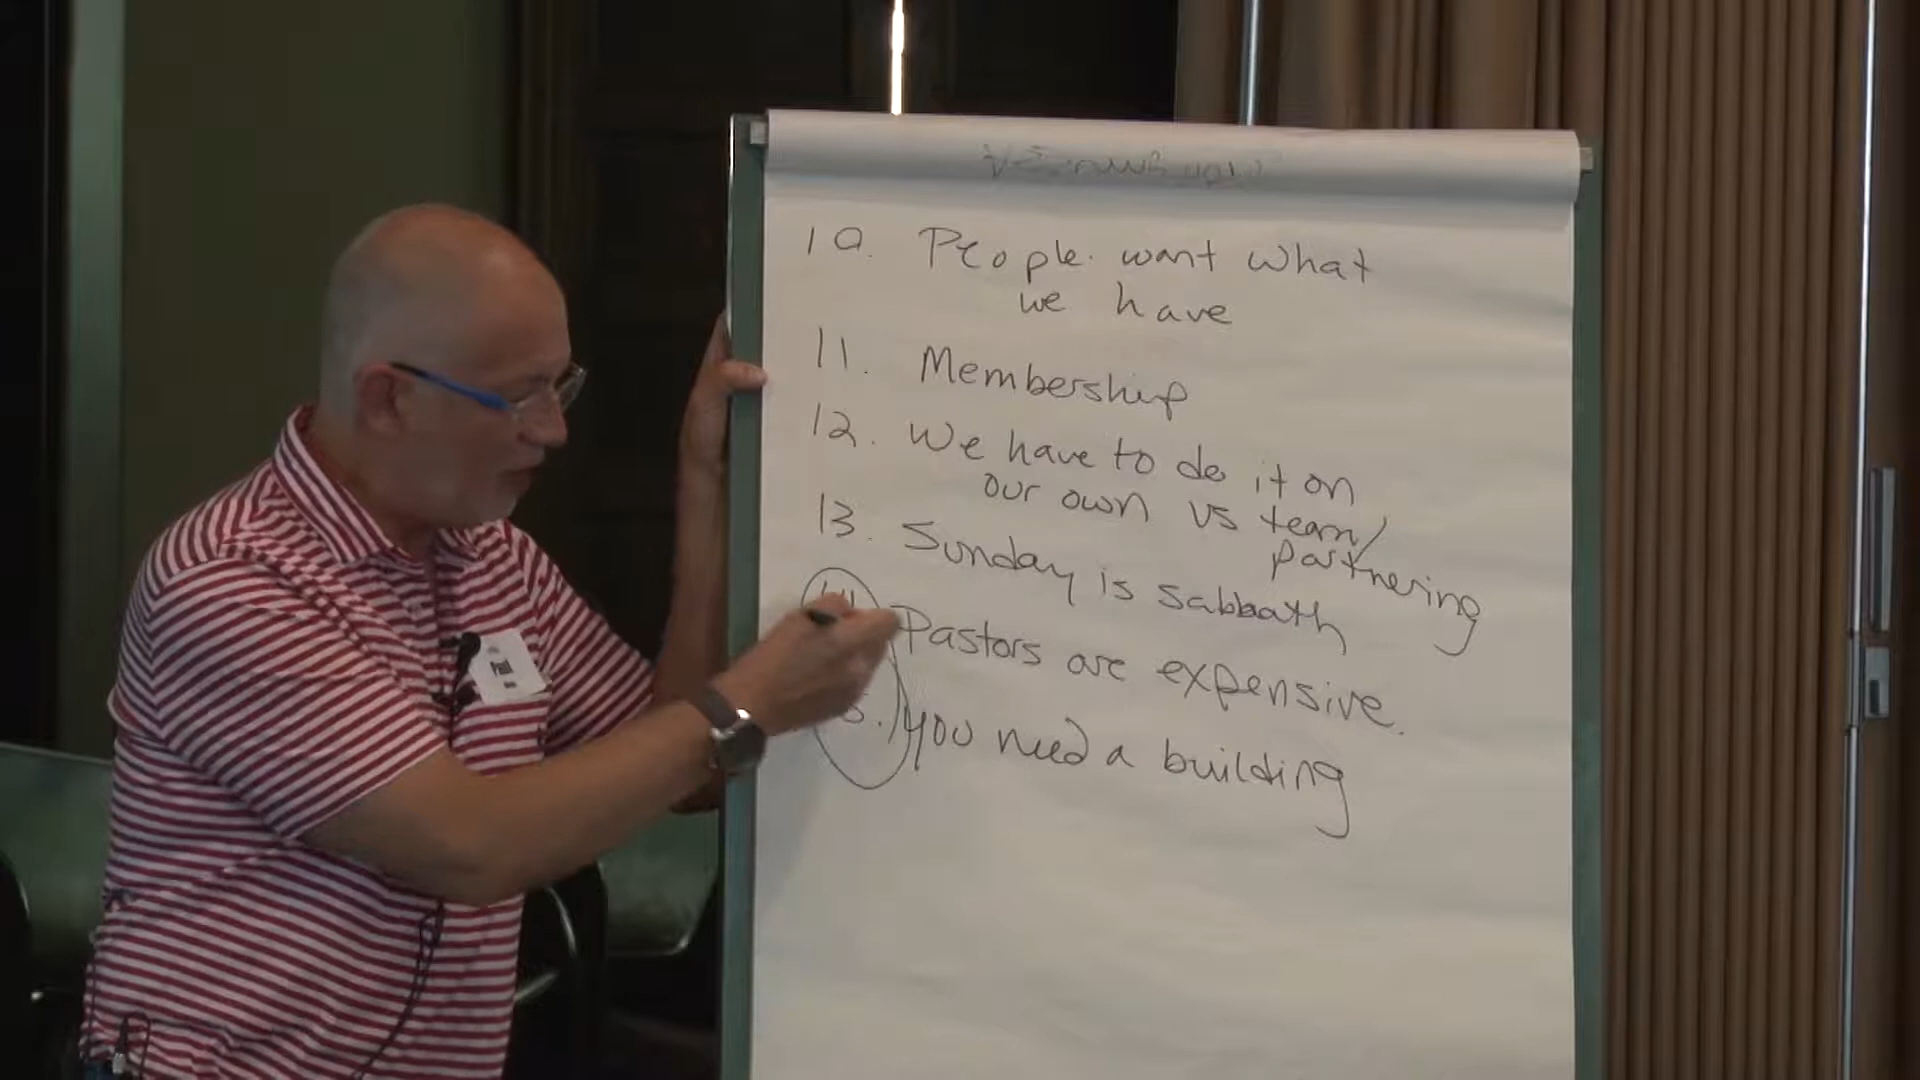 10. People want what
we have
11. Membership
12. We have to do it on
our own vs team/
partnering
13. Sunday is sabbath
14 Pastors are expensive.
5. you need a building